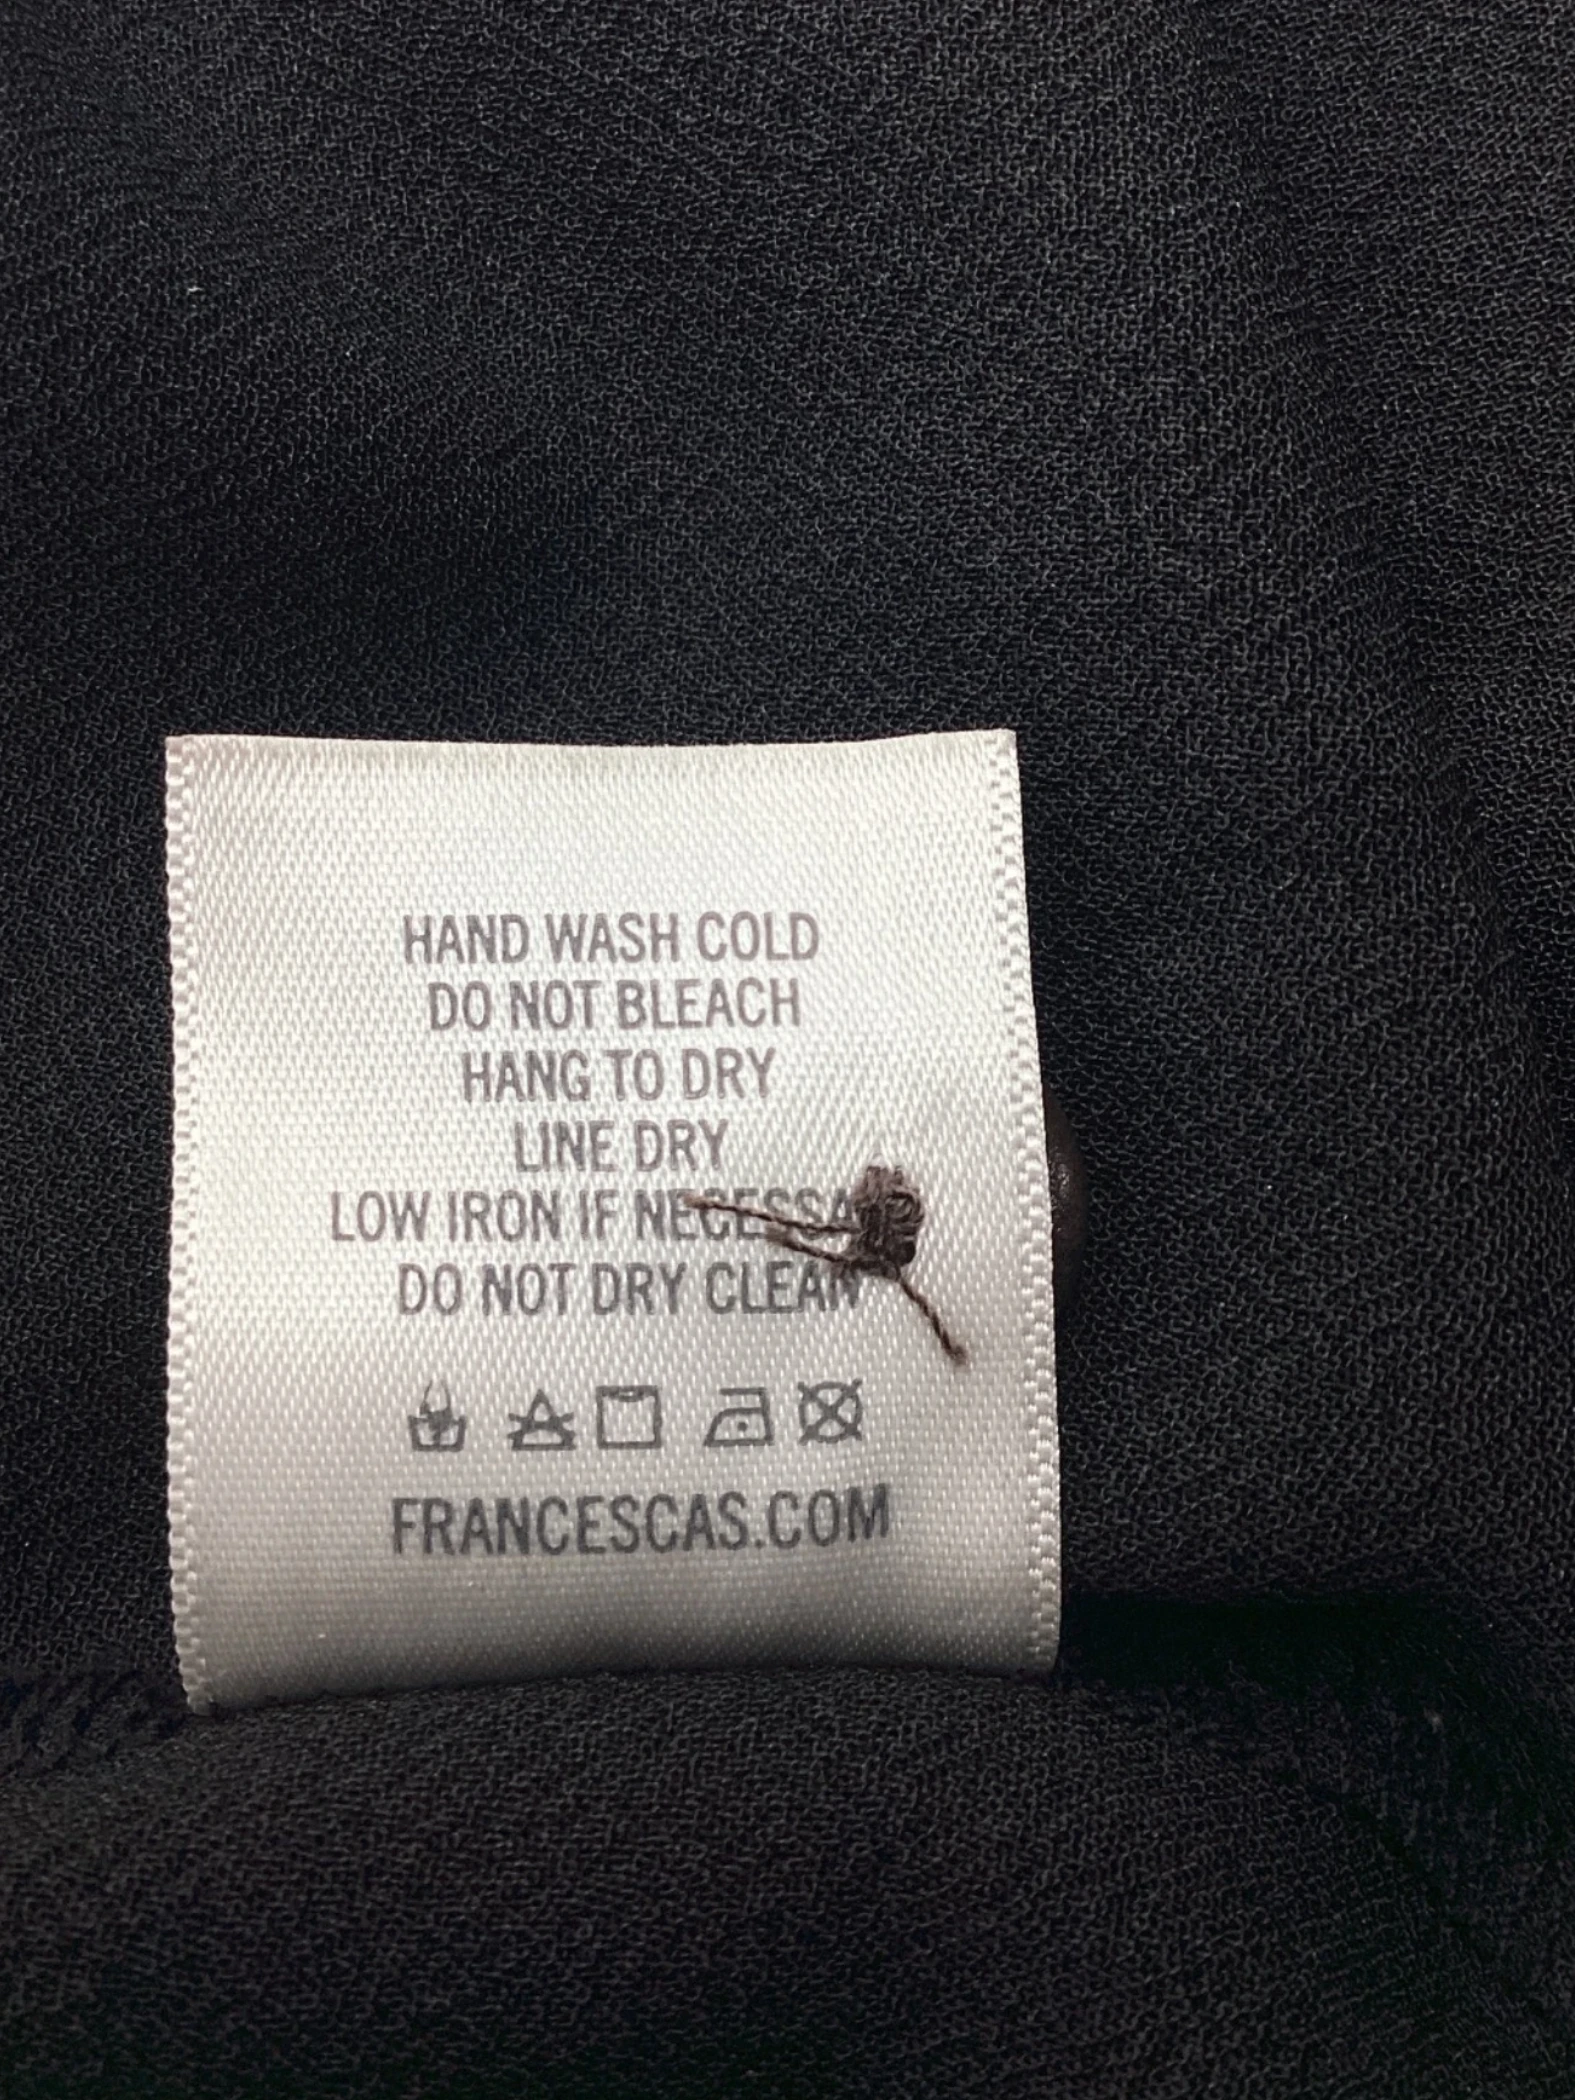 HAND WASH COLD
DO NOT BLEACH
HANG TO DRY
LINE DRY
LOW IRON IF NECESSA
DO NOT DRY CLEAN
FRANCESCAS.COM